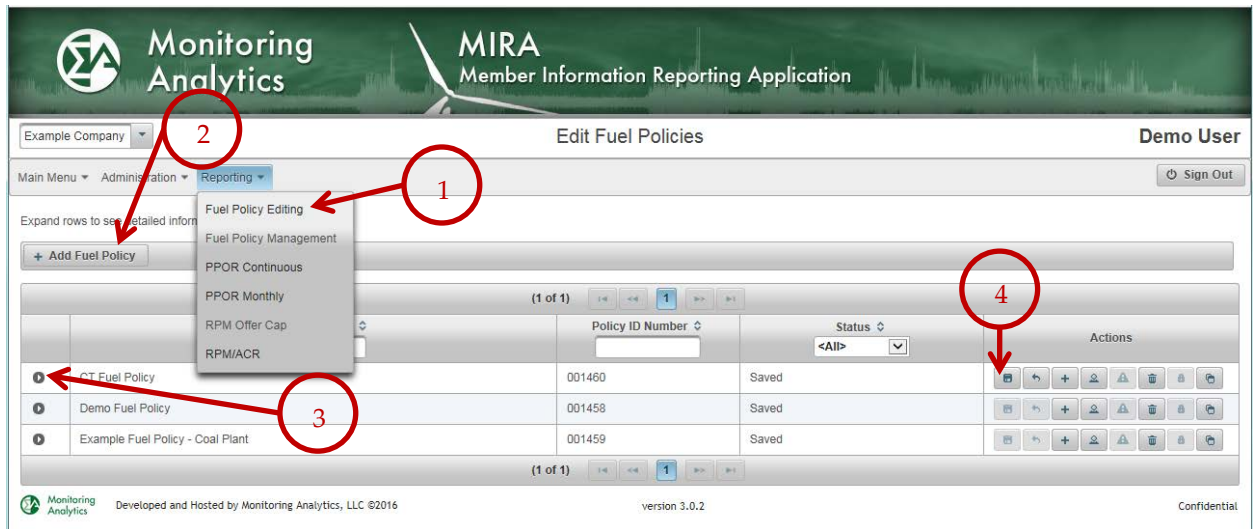 Monitoring
Analytics
MIRA
Member Information Reporting Application
Example Company
Edit Fuel Policies
Demo User
2
Main Menu
Administration
Reporting
1
Sign Out
Expand rows to see detailed inform
Fuel Policy Editing
Fuel Policy Management
PPOR Continuous
PPOR Monthly
RPM Offer Cap
RPM/ACR
+ Add Fuel Policy
(1 of 1) 1
4
Policy ID Number
Status
<All>
Actions
CT Fuel Policy 001460 Saved
Demo Fuel Policy 001458 Saved
3
Example Fuel Policy - Coal Plant 001459 Saved
(1 of 1) 1
Monitoring
Analytics
Developed and Hosted by Monitoring Analytics, LLC ©2016 version 3.0.2 Confidential